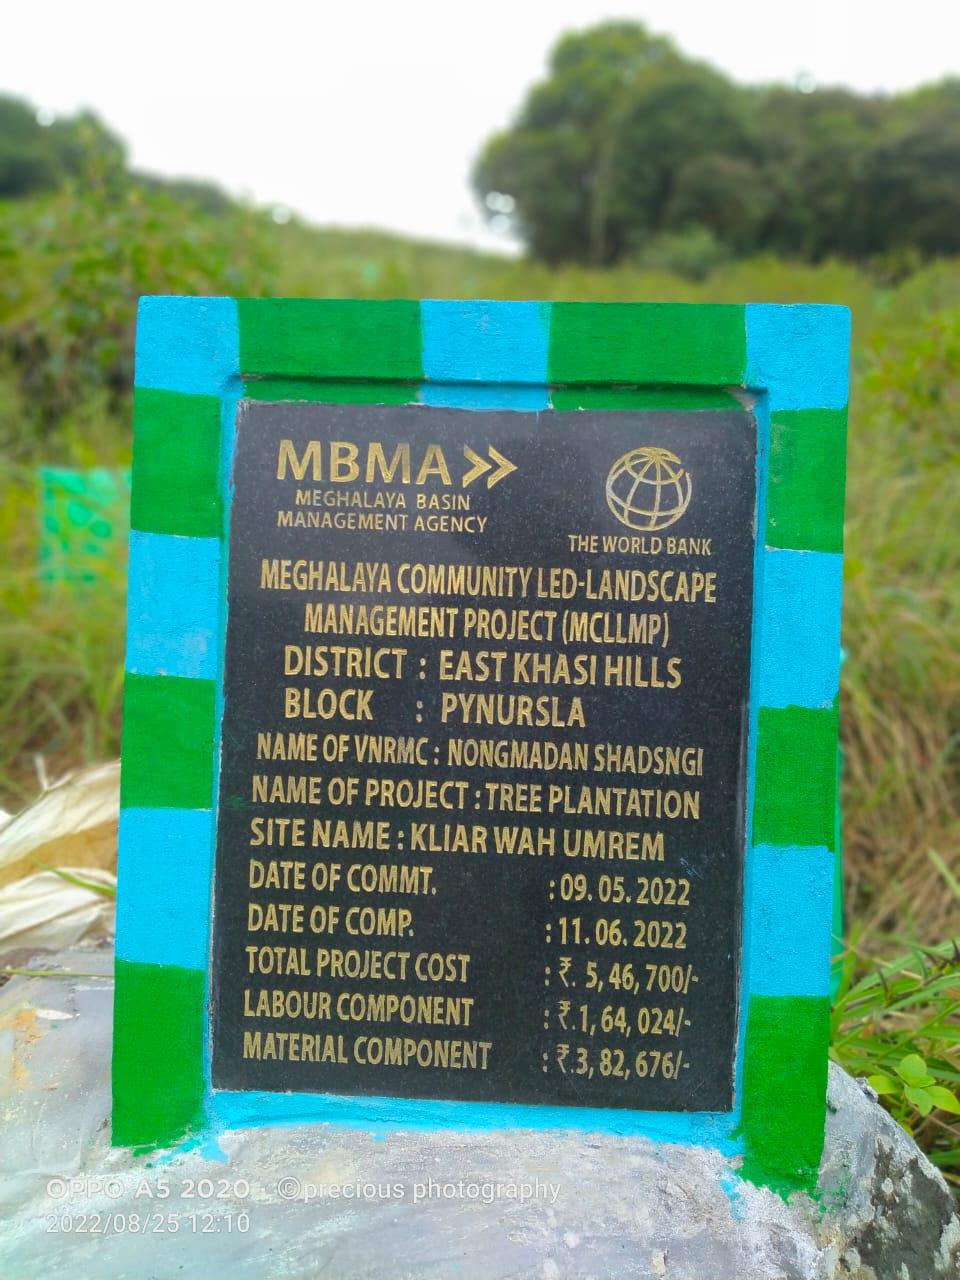 MBMA
MEGHALAYA BASIN
MANAGEMENT AGENCY
THE WORLD BANK
MEGHALAYA COMMUNITY LED-LANDSCAPE
MANAGEMENT PROJECT (MCLLMP)
DISTRICT : EAST KHASI HILLS
BLOCK : PYNURSLA
NAME OF VNRMC : NONGMADAN SHADSNGI
NAME OF PROJECT : TREE PLANTATION
SITE NAME : KLIAR WAH UMREM
DATE OF COMMT. : 09. 05. 2022
DATE OF COMP. : 11. 06. 2022
TOTAL PROJECT COST : ₹. 5, 46, 700/-
LABOUR COMPONENT : ₹.1, 64, 024/-
MATERIAL COMPONENT : ₹.3, 82, 676/-
OPPO A5 2020 ©precious photography
2022/08/25 12:10